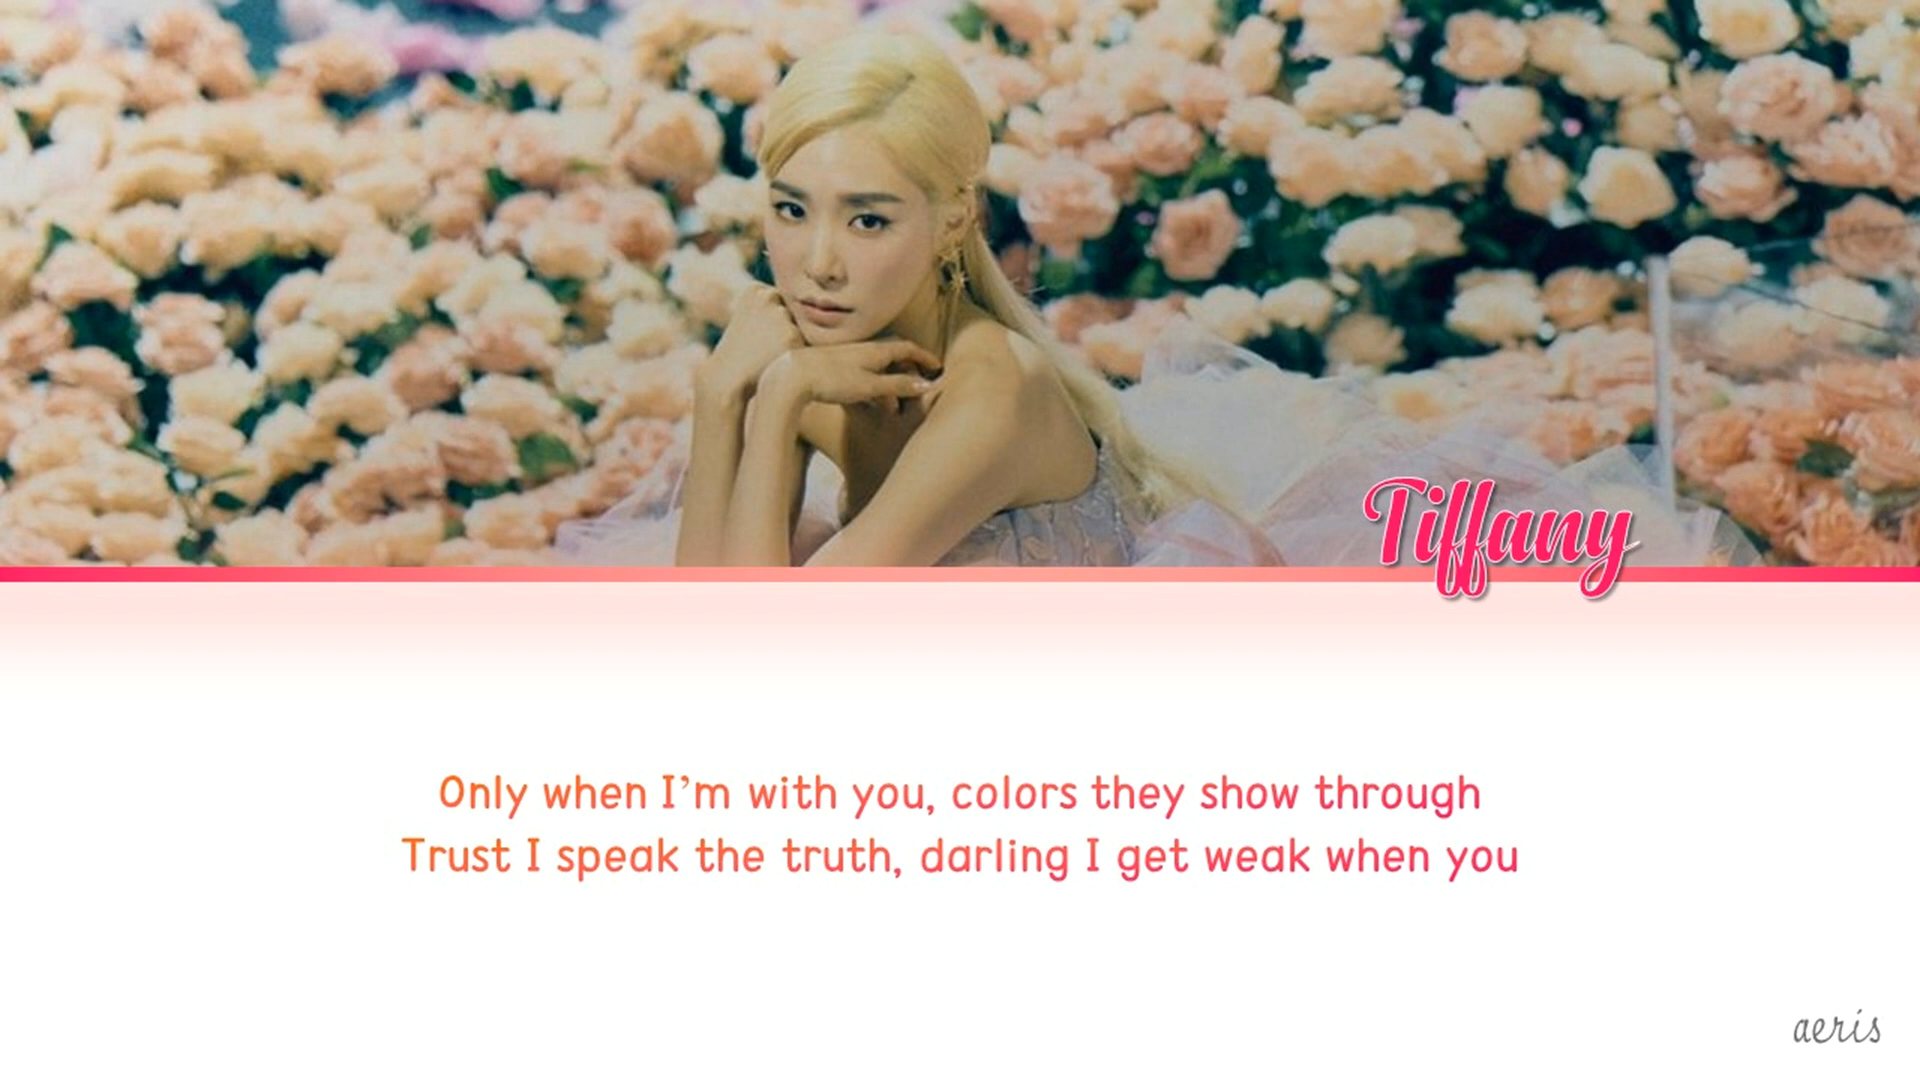 Tiffany
Only when I’m with you, colors they show through
Trust I speak the truth, darling I get weak when you
aeris